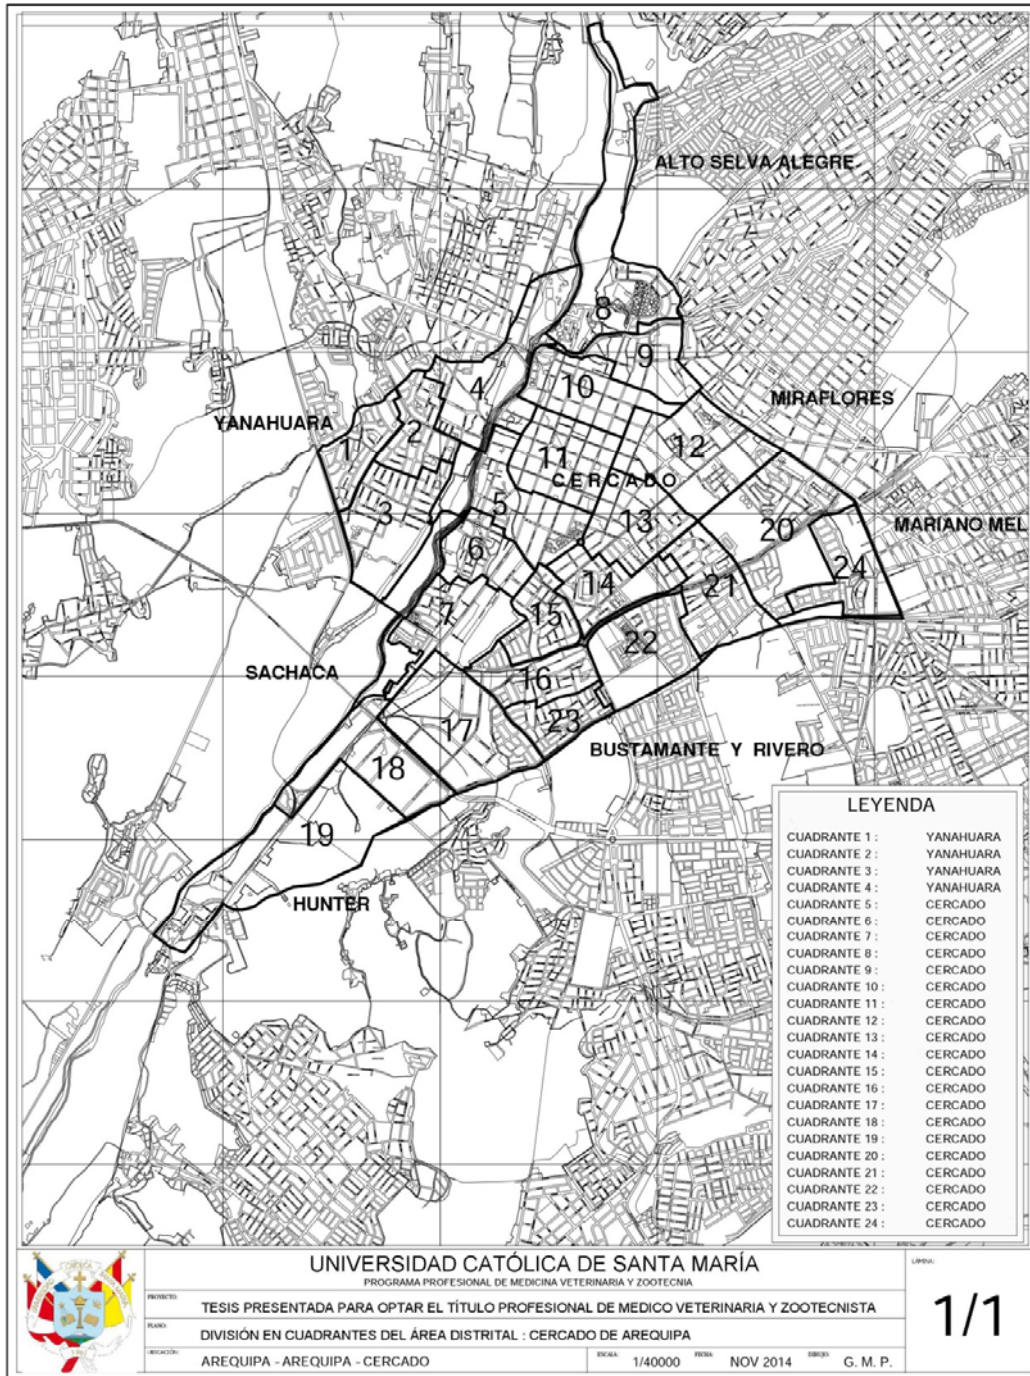 ALTO SELVA ALEGRE
8
9
MIRAFLORES
10
4
YANAHUARA
2
12
1
11
CERCADO
5
3
13
20
MARIANO MEL
6
24
14
21
7
15
22
SACHACA
16
23
17
BUSTAMANTE Y RIVERO
18
19
HUNTER
LEYENDA
CUADRANTE 1 : YANAHUARA
CUADRANTE 2 : YANAHUARA
CUADRANTE 3 : YANAHUARA
CUADRANTE 4 : YANAHUARA
CUADRANTE 5 : CERCADO
CUADRANTE 6 : CERCADO
CUADRANTE 7 : CERCADO
CUADRANTE 8 : CERCADO
CUADRANTE 9 : CERCADO
CUADRANTE 10 : CERCADO
CUADRANTE 11 : CERCADO
CUADRANTE 12 : CERCADO
CUADRANTE 13 : CERCADO
CUADRANTE 14 : CERCADO
CUADRANTE 15 : CERCADO
CUADRANTE 16 : CERCADO
CUADRANTE 17 : CERCADO
CUADRANTE 18 : CERCADO
CUADRANTE 19 : CERCADO
CUADRANTE 20 : CERCADO
CUADRANTE 21 : CERCADO
CUADRANTE 22 : CERCADO
CUADRANTE 23 : CERCADO
CUADRANTE 24 : CERCADO
UNIVERSIDAD CATÓLICA DE SANTA MARÍA
PROGRAMA PROFESIONAL DE MEDICINA VETERINARIA Y ZOOTECNIA
PROYECTO:
TESIS PRESENTADA PARA OPTAR EL TÍTULO PROFESIONAL DE MEDICO VETERINARIA Y ZOOTECNISTA
PLANO:
DIVISIÓN EN CUADRANTES DEL ÁREA DISTRITAL : CERCADO DE AREQUIPA
UBICACIÓN:
AREQUIPA - AREQUIPA - CERCADO
ESCALA: 1/40000 FECHA: NOV 2014 DIBUJO: G. M. P.
LÁMINA:
1/1